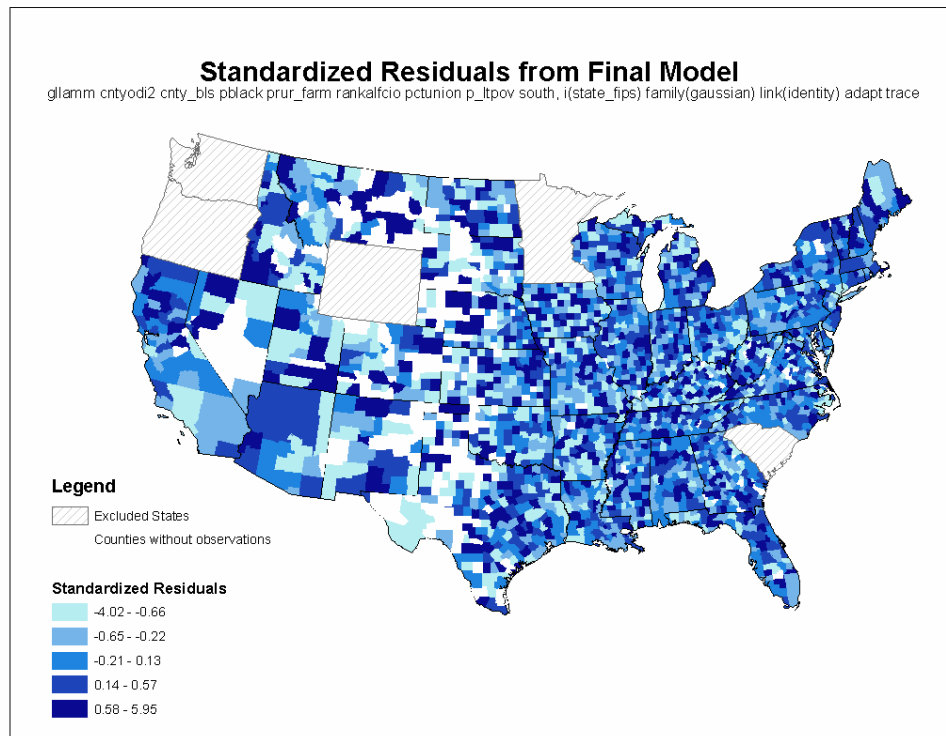 Standardized Residuals from Final Model
gllamm cntyodi2 cnty_bls pblack prur_farm rankalfcio pctunion p_ltpov south, i(state_fips) family(gaussian) link(identity) adapt trace
Legend
Excluded States
Counties without observations
Standardized Residuals
-4.02 - -0.66
-0.65 - -0.22
-0.21 - 0.13
0.14 - 0.57
0.58 - 5.95